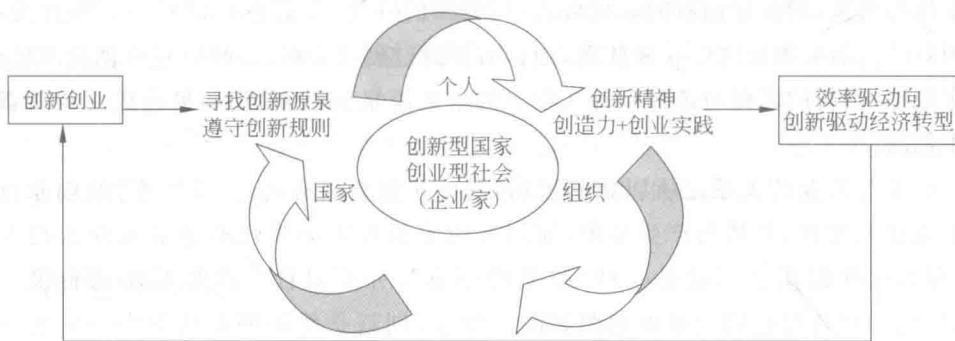 个人
创新创业
寻找创新源泉
遵守创新规则
创新精神
创造力+创业实践
效率驱动向
创新驱动经济转型
创新型国家
创业型社会
（企业家）
国家
组织